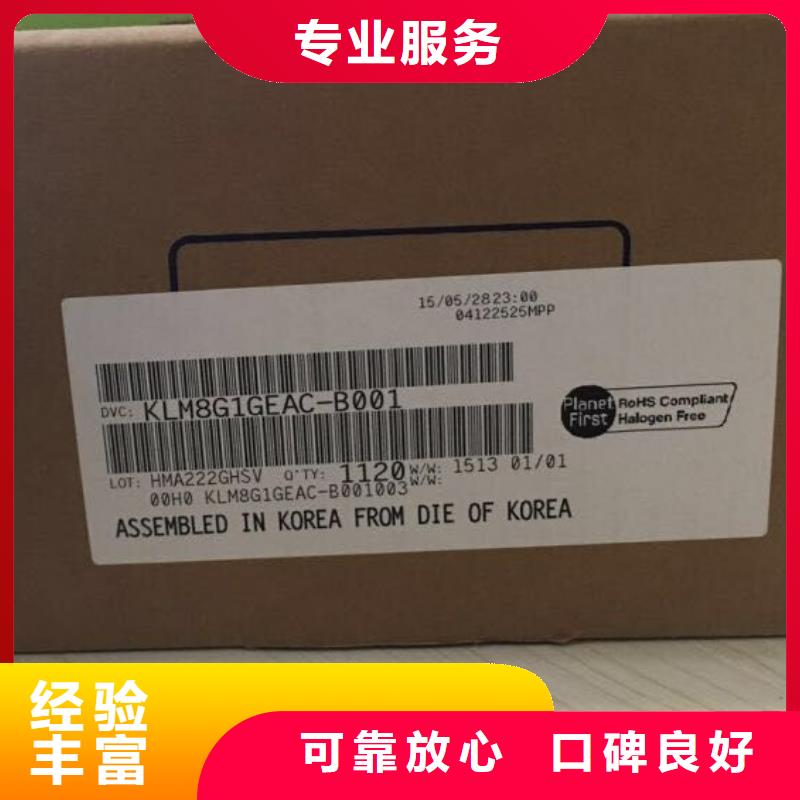 专业服务
15/05/2823:00
04122525MPP
DVC: KLM8G1GEAC-B001
Planet First
RoHS Compliant
Halogen Free
LOT: HMA222GHSV Q'TY: 1120 W/W: 1513 01/01
W/W:
00H0 KLM8G1GEAC-B001003
ASSEMBLED IN KOREA FROM DIE OF KOREA
经验
丰富
可靠放心 口碑良好